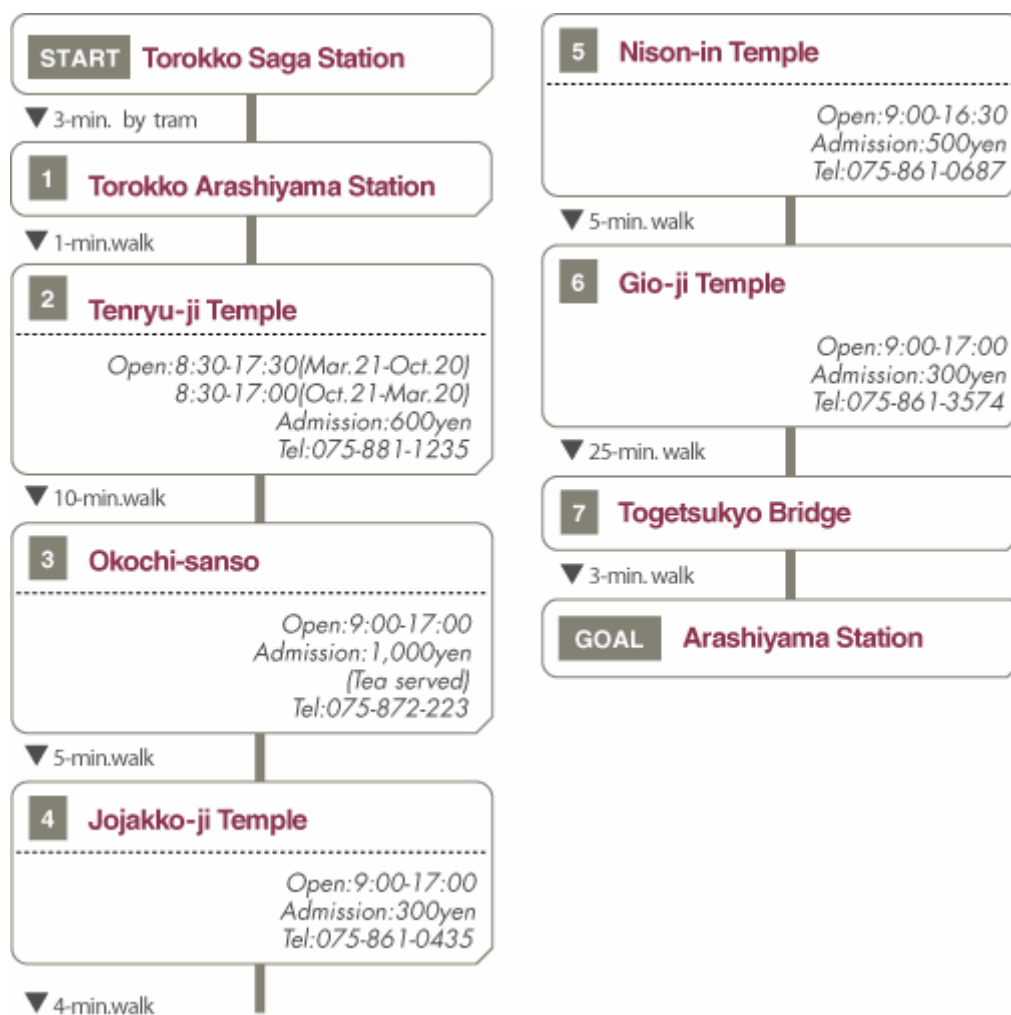 START Torokko Saga Station
▼ 3-min. by tram
1 Torokko Arashiyama Station
▼ 1-min.walk
2 Tenryu-ji Temple
Open:8:30-17:30(Mar.21-Oct.20)
8:30-17:00(Oct.21-Mar.20)
Admission:600yen
Tel:075-881-1235
▼ 10-min.walk
3 Okochi-sanso
Open:9:00-17:00
Admission:1,000yen
(Tea served)
Tel:075-872-223
▼ 5-min.walk
4 Jojakko-ji Temple
Open:9:00-17:00
Admission:300yen
Tel:075-861-0435
▼ 4-min.walk
5 Nison-in Temple
Open:9:00-16:30
Admission:500yen
Tel:075-861-0687
▼ 5-min. walk
6 Gio-ji Temple
Open:9:00-17:00
Admission:300yen
Tel:075-861-3574
▼ 25-min. walk
7 Togetsukyo Bridge
▼ 3-min. walk
GOAL Arashiyama Station